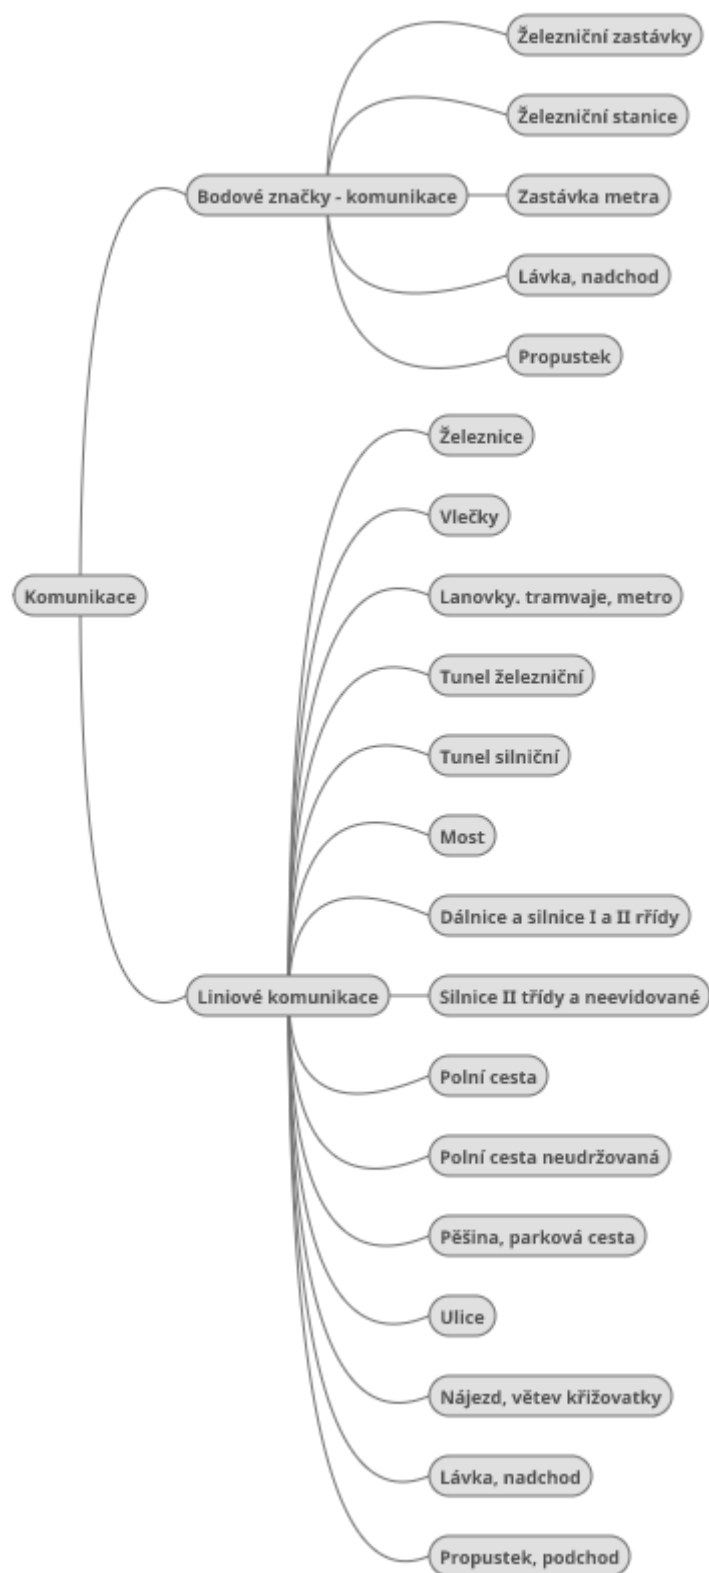 Železniční zastávky
Železniční stanice
Bodové značky - komunikace
Zastávka metra
Lávka, nadchod
Propustek
Železnice
Vlečky
Komunikace
Lanovky. tramvaje, metro
Tunel železniční
Tunel silniční
Most
Dálnice a silnice I a II rřídy
Liniové komunikace
Silnice II třídy a neevidované
Polní cesta
Polní cesta neudržovaná
Pěšina, parková cesta
Ulice
Nájezd, větev křižovatky
Lávka, nadchod
Propustek, podchod